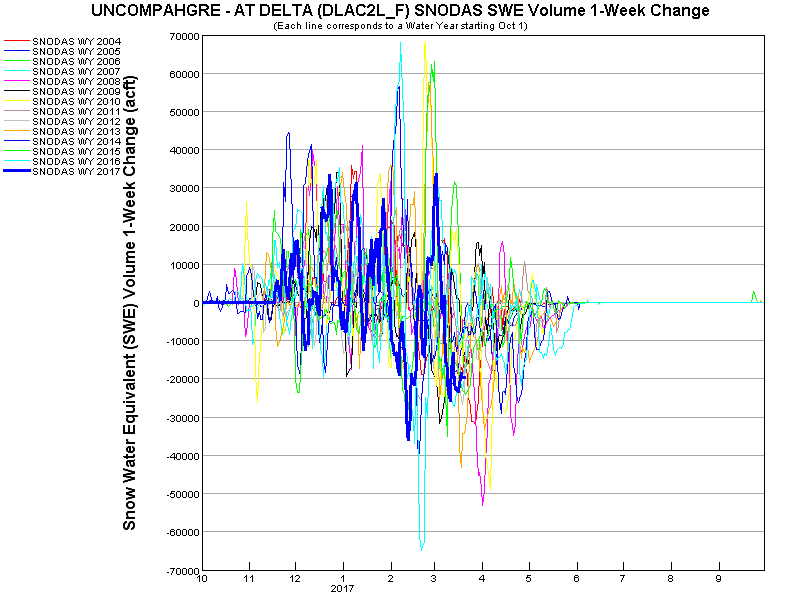 UNCOMPAHGRE - AT DELTA (DLAC2L_F) SNODAS SWE Volume 1-Week Change
(Each line corresponds to a Water Year starting Oct 1)
SNODAS WY 2004
SNODAS WY 2005
SNODAS WY 2006
SNODAS WY 2007
SNODAS WY 2008
SNODAS WY 2009
SNODAS WY 2010
SNODAS WY 2011
SNODAS WY 2012
SNODAS WY 2013
SNODAS WY 2014
SNODAS WY 2015
SNODAS WY 2016
SNODAS WY 2017
Snow Water Equivalent (SWE) Volume 1-Week Change (acft)
70000
60000
50000
40000
30000
20000
10000
0
-10000
-20000
-30000
-40000
-50000
-60000
-70000
10 11 12 1 2 3 4 5 6 7 8 9
2017